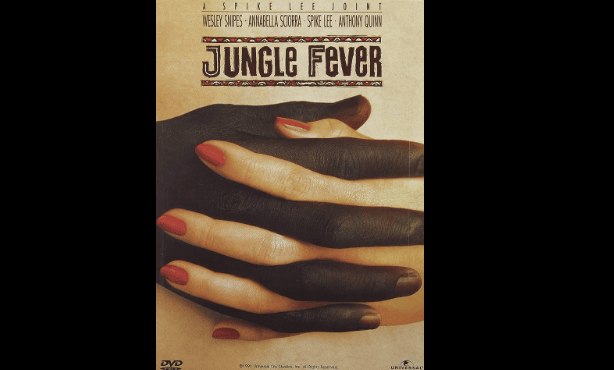 A SPIKE LEE JOINT
WESLEY SNIPES · ANNABELLA SCIORRA · SPIKE LEE · ANTHONY QUINN
JUNGLE FEVER
DVD
UNIVERSAL